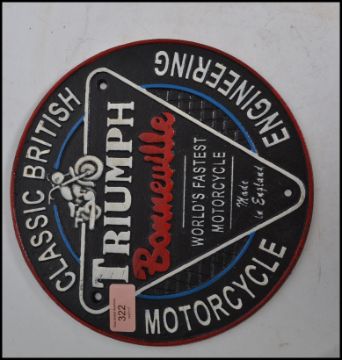 CLASSIC BRITISH
ENGINEERING
MOTORCYCLE
TRIUMPH
Bonneville
WORLD'S FASTEST
MOTORCYCLE
Made
in England
322